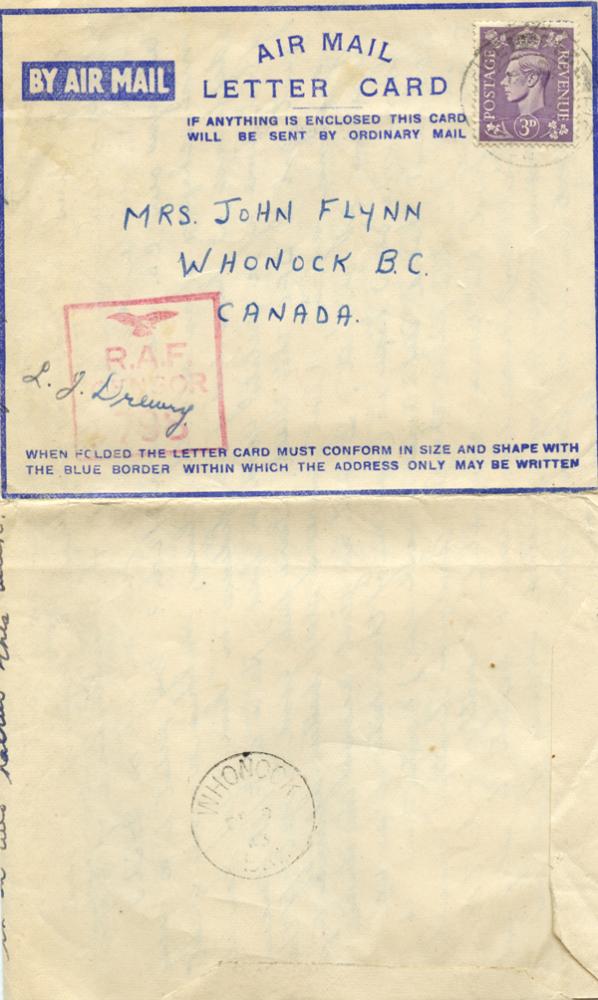 AIR MAIL
BY AIR MAIL
LETTER CARD
IF ANYTHING IS ENCLOSED THIS CARD
WILL BE SENT BY ORDINARY MAIL
POSTAGE REVENUE
3D
MRS. JOHN FLYNN
WHONOCK B.C.
CANADA.
R.A.F.
CENSOR
L. J. Drewry.
WHEN FOLDED THE LETTER CARD MUST CONFORM IN SIZE AND SHAPE WITH
THE BLUE BORDER WITHIN WHICH THE ADDRESS ONLY MAY BE WRITTEN
WHONOCK